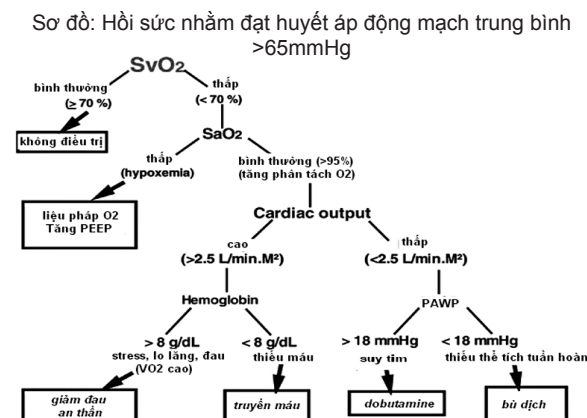 Sơ đồ: Hồi sức nhằm đạt huyết áp động mạch trung bình
>65mmHg
SvO₂
bình thường
(≥ 70 %)
thấp
(< 70 %)
không điều trị
SaO₂
thấp
(hypoxemia)
bình thường (>95%)
(tăng phân tách O2)
liệu pháp O2
Tăng PEEP
Cardiac output
cao
(>2.5 L/min.M²)
thấp
(<2.5 L/min.M²)
Hemoglobin
PAWP
> 8 g/dL
stress, lo lăng, đau
(VO2 cao)
<8 g/dL
thiếu máu
> 18 mmHg
suy tim
< 18 mmHg
thiếu thể tích tuần hoàn
giảm đau
an thần
truyền máu
dobutamine
bù dịch